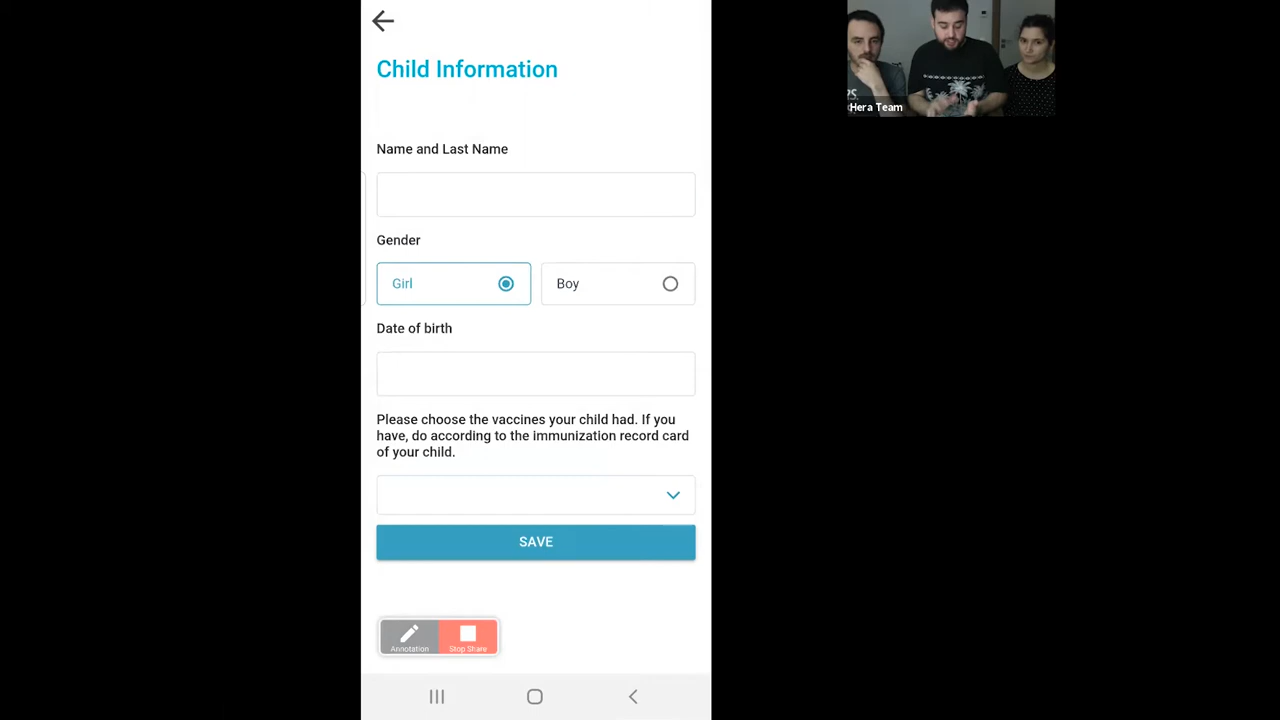 Child Information
Hera Team
Name and Last Name
Gender
Girl
Boy
Date of birth
Please choose the vaccines your child had. If you
have, do according to the immunization record card
of your child.
SAVE
Annotation
Stop Share